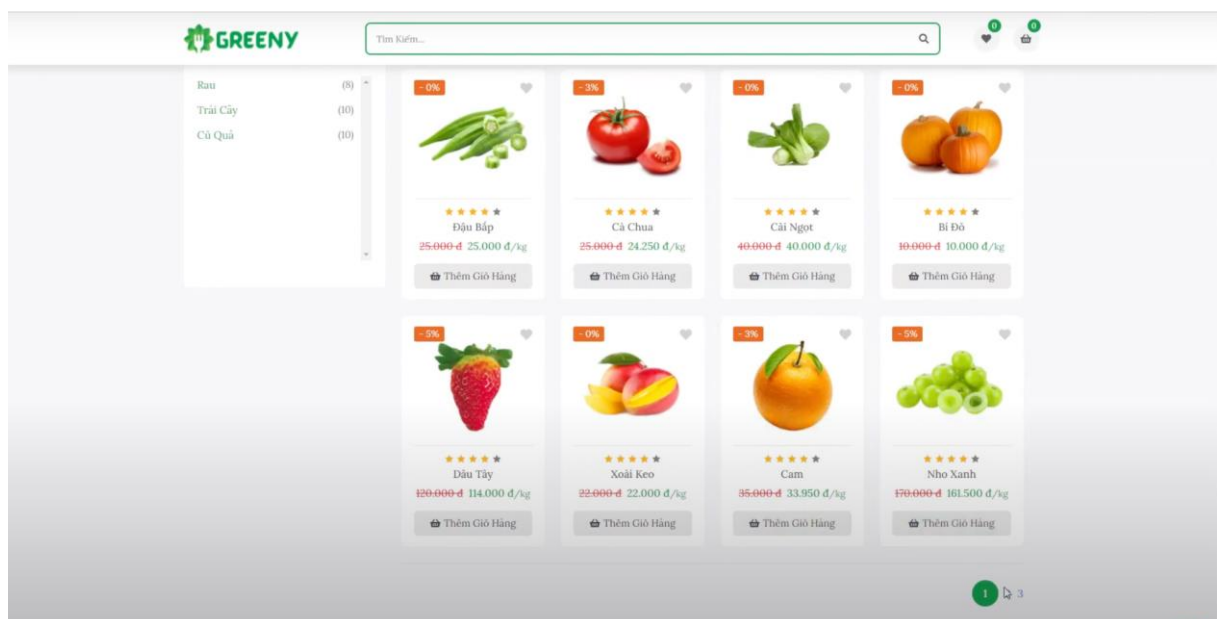 GREENY
Tìm Kiếm...
0
0
Rau (8)
Trái Cây (10)
Củ Quả (10)
- 0%
- 3%
- 0%
- 0%
Đậu Bắp
Cà Chua
Cải Ngọt
Bí Đỏ
25.000 đ 25.000 đ/kg
25.000 đ 24.250 đ/kg
40.000 đ 40.000 đ/kg
10.000 đ 10.000 đ/kg
Thêm Giỏ Hàng
Thêm Giỏ Hàng
Thêm Giỏ Hàng
Thêm Giỏ Hàng
- 5%
- 0%
- 3%
- 5%
Dâu Tây
Xoài Keo
Cam
Nho Xanh
120.000 đ 114.000 đ/kg
22.000 đ 22.000 đ/kg
35.000 đ 33.950 đ/kg
170.000 đ 161.500 đ/kg
Thêm Giỏ Hàng
Thêm Giỏ Hàng
Thêm Giỏ Hàng
Thêm Giỏ Hàng
1 3